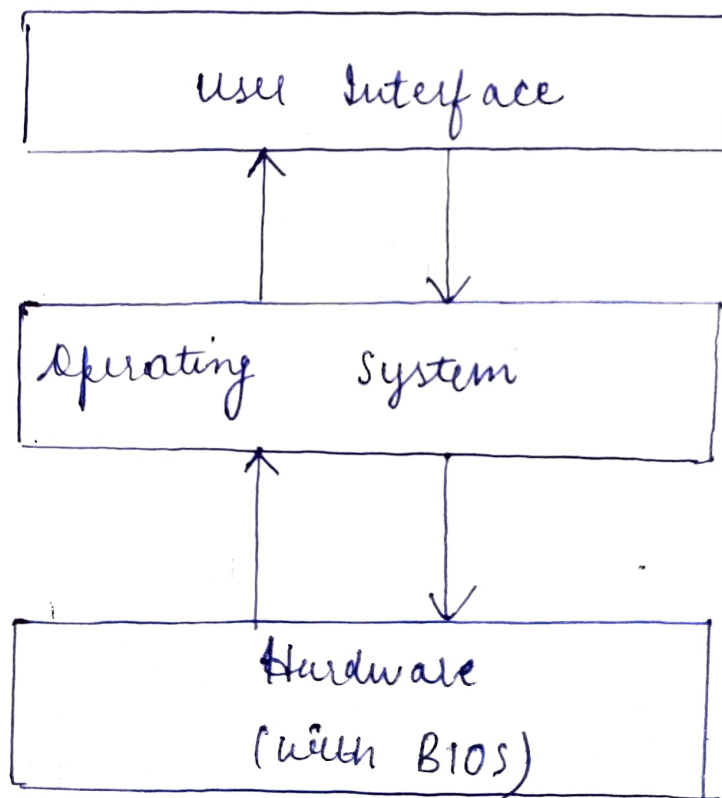 User Interface
Operating System
Hardware
(with BIOS)